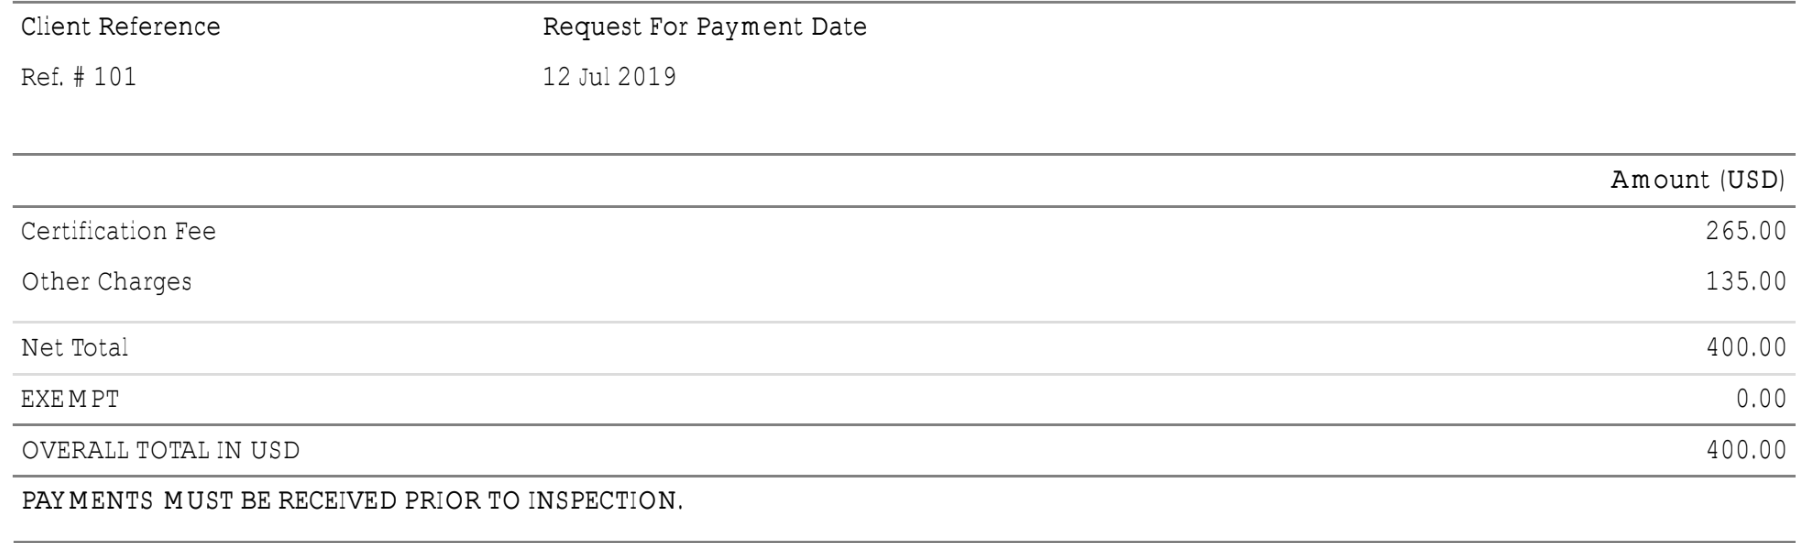 Client Reference Request For Payment Date
Ref. # 101 12 Jul 2019
Amount (USD)
Certification Fee 265.00
Other Charges 135.00
Net Total 400.00
EXEMPT 0.00
OVERALL TOTAL IN USD 400.00
PAYMENTS MUST BE RECEIVED PRIOR TO INSPECTION.